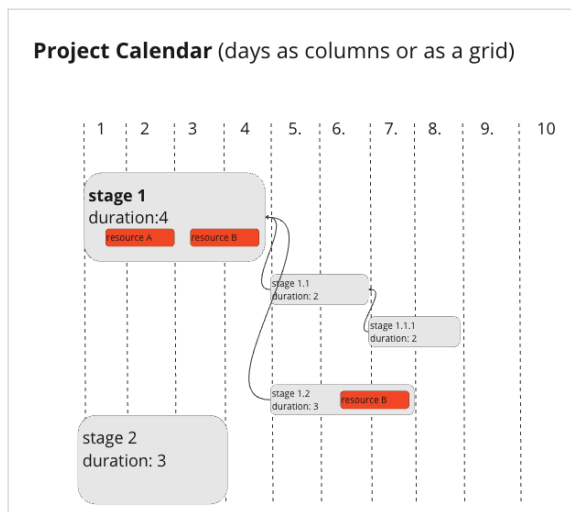 Project Calendar (days as columns or as a grid)
1 2 3 4 5. 6. 7. 8. 9. 10
stage 1
duration:4
resource A resource B
stage 1.1
duration: 2
stage 1.1.1
duration: 2
stage 1.2
duration: 3
resource B
stage 2
duration: 3